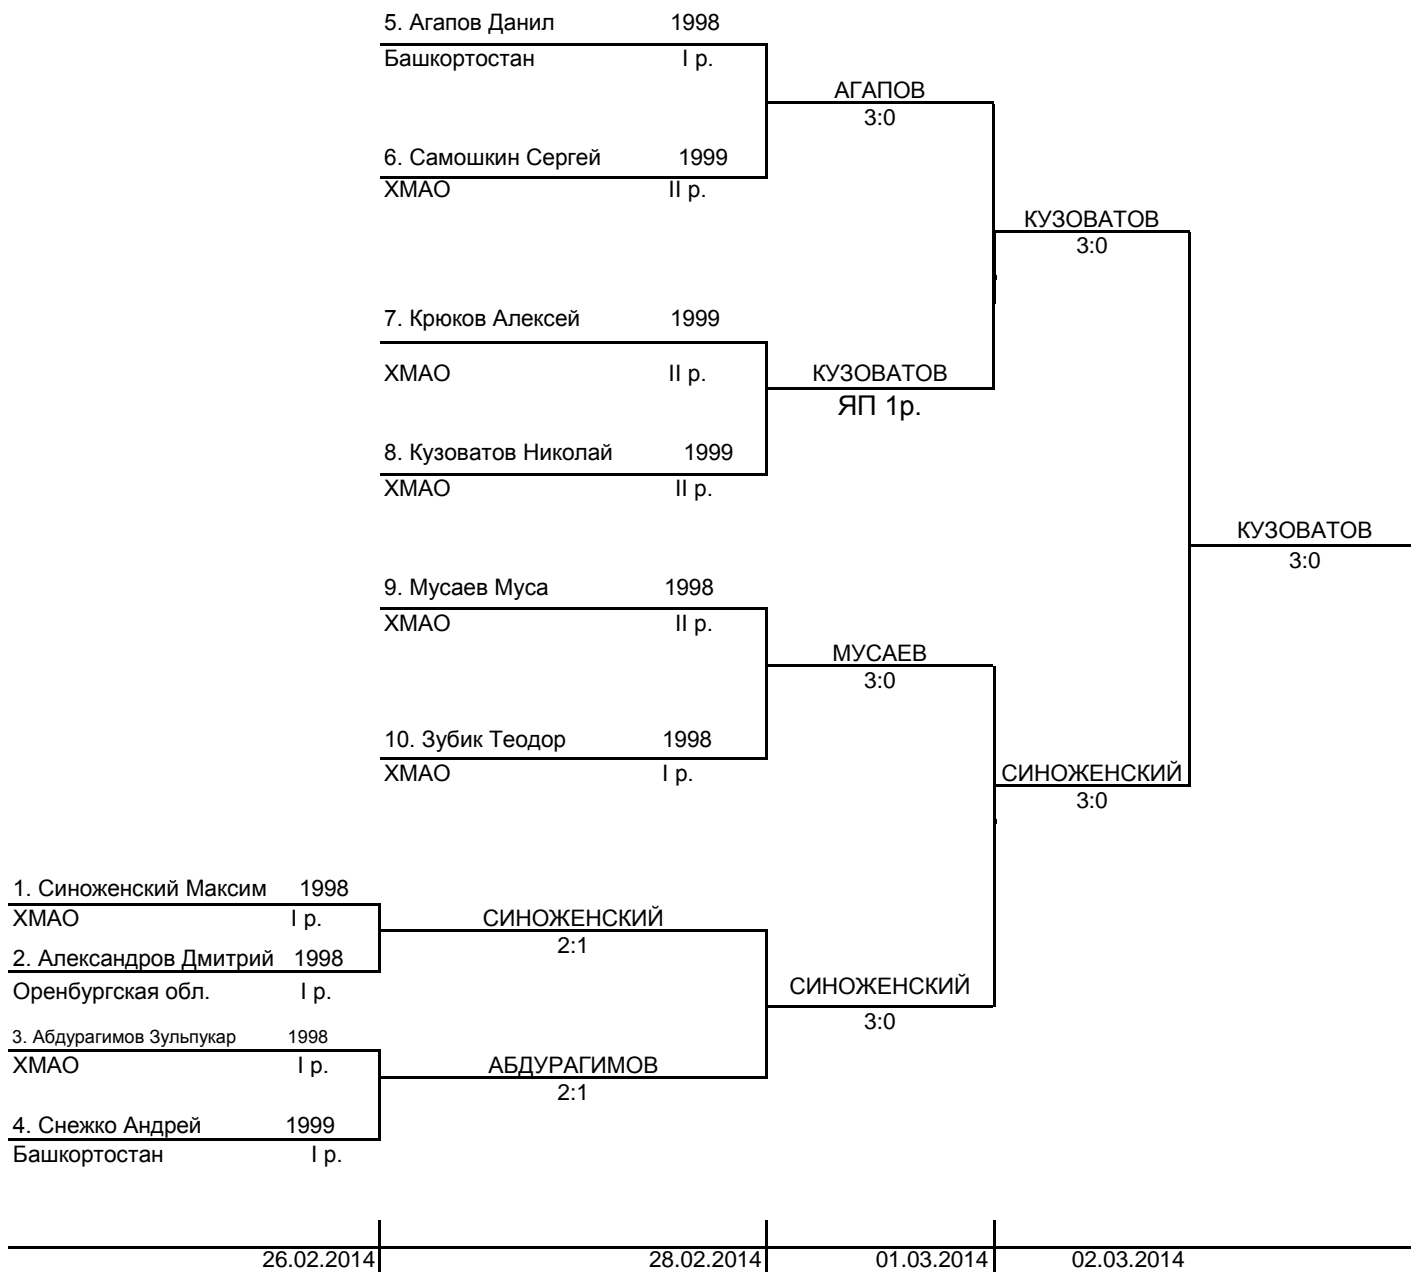 5. Агапов Данил 1998
Башкортостан I р.
АГАПОВ
3:0
6. Самошкин Сергей 1999
ХМАО II р.
КУЗОВАТОВ
3:0
7. Крюков Алексей 1999
ХМАО II р.
КУЗОВАТОВ
ЯП 1р.
8. Кузоватов Николай 1999
ХМАО II р.
КУЗОВАТОВ
3:0
9. Мусаев Муса 1998
ХМАО II р.
МУСАЕВ
3:0
10. Зубик Теодор 1998
ХМАО I р.
СИНОЖЕНСКИЙ
3:0
1. Синоженский Максим 1998
ХМАО I р.
СИНОЖЕНСКИЙ
2:1
2. Александров Дмитрий 1998
Оренбургская обл. I р.
СИНОЖЕНСКИЙ
3:0
3. Абдурагимов Зульпукар 1998
ХМАО I р.
АБДУРАГИМОВ
2:1
4. Снежко Андрей 1999
Башкортостан I р.
26.02.2014 28.02.2014 01.03.2014 02.03.2014